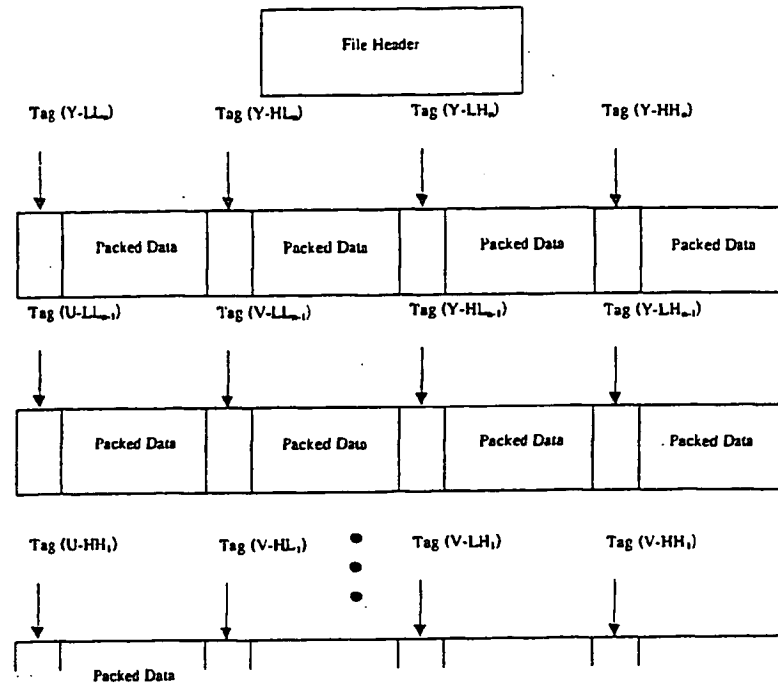 File Header
Tag (Y-LLₙ) Tag (Y-HLₙ) Tag (Y-LHₙ) Tag (Y-HHₙ)
Packed Data Packed Data Packed Data Packed Data
Tag (U-LLₙ₋₁) Tag (V-LLₙ₋₁) Tag (Y-HLₙ₋₁) Tag (Y-LHₙ₋₁)
Packed Data Packed Data Packed Data Packed Data
Tag (U-HH₁) Tag (V-HL₁) Tag (V-LH₁) Tag (V-HH₁)
Packed Data